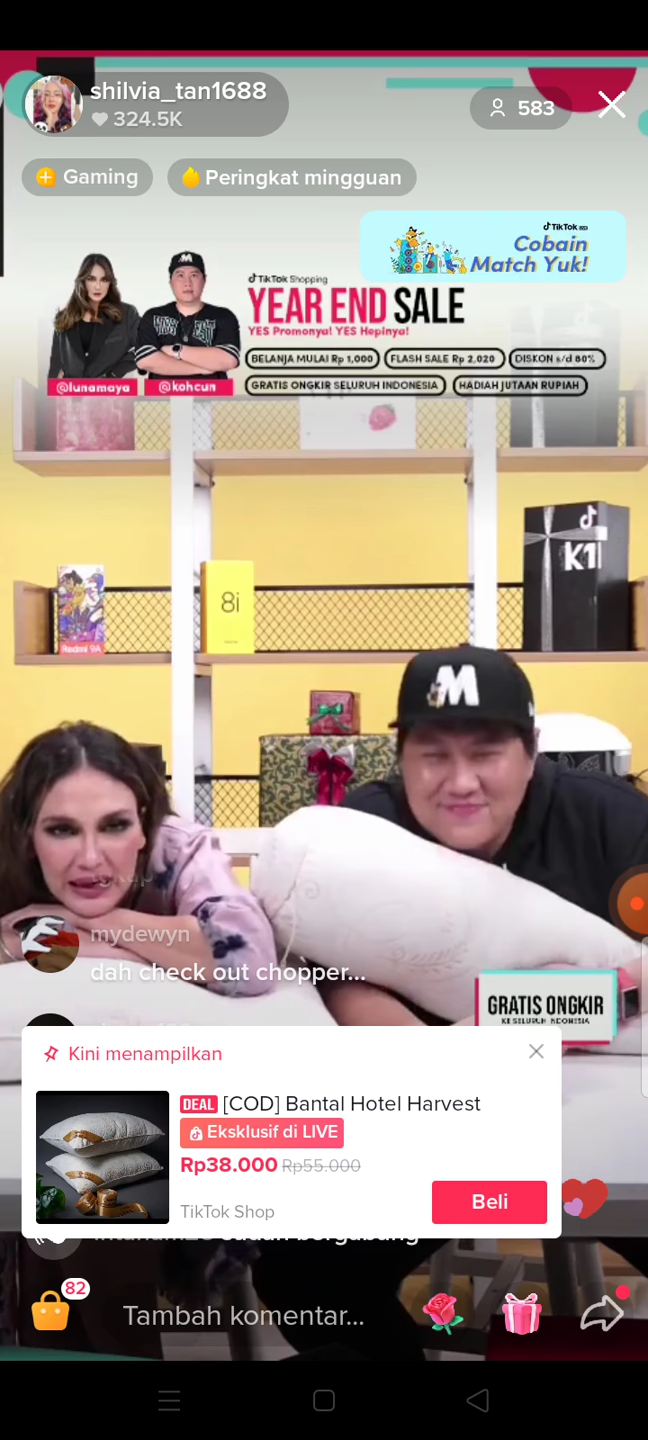 shilvia_tan1688
324.5K
583
Gaming
Peringkat mingguan
TikTok
Cobain
Match Yuk!
TikTok Shopping
YEAR END SALE
YES Promonya! YES Hepinya!
BELANJA MULAI Rp 1,000
FLASH SALE Rp 2,020
DISKON s/d 80%
@lunamaya
@kohcun
GRATIS ONGKIR SELURUH INDONESIA
HADIAH JUTAAN RUPIAH
K1
8i
Redmi 9A
M
mydewyn
dah check out chopper...
GRATIS ONGKIR
KE SELURUH INDONESIA
Kini menampilkan
DEAL [COD] Bantal Hotel Harvest
Eksklusif di LIVE
Rp38.000 Rp55.000
TikTok Shop
Beli
82
Tambah komentar...